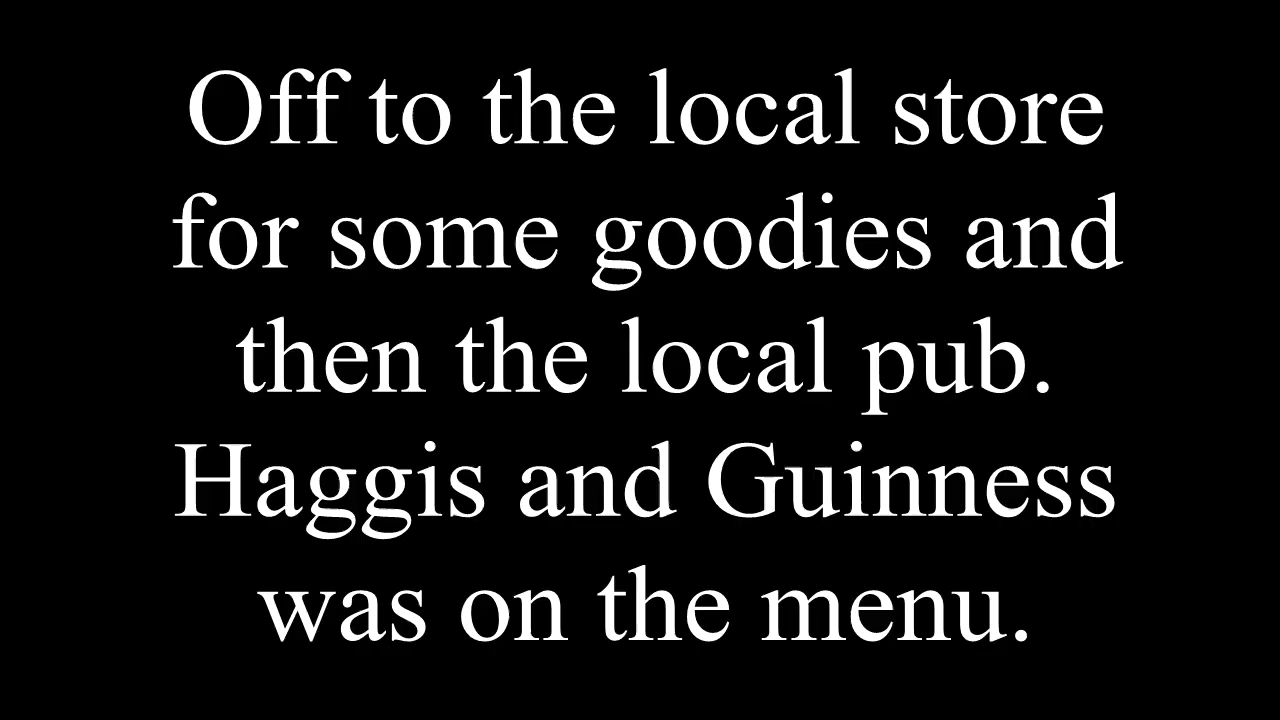 Off to the local store
for some goodies and
then the local pub.
Haggis and Guinness
was on the menu.